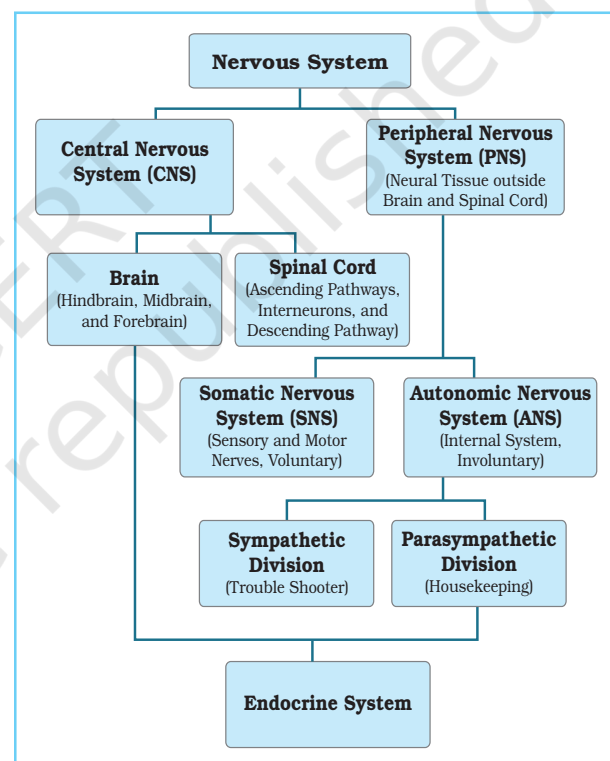 Nervous System
Central Nervous
System (CNS)
Peripheral Nervous
System (PNS)
(Neural Tissue outside
Brain and Spinal Cord)
Brain
(Hindbrain, Midbrain,
and Forebrain)
Spinal Cord
(Ascending Pathways,
Interneurons, and
Descending Pathway)
Somatic Nervous
System (SNS)
(Sensory and Motor
Nerves, Voluntary)
Autonomic Nervous
System (ANS)
(Internal System,
Involuntary)
Sympathetic
Division
(Trouble Shooter)
Parasympathetic
Division
(Housekeeping)
Endocrine System
republished